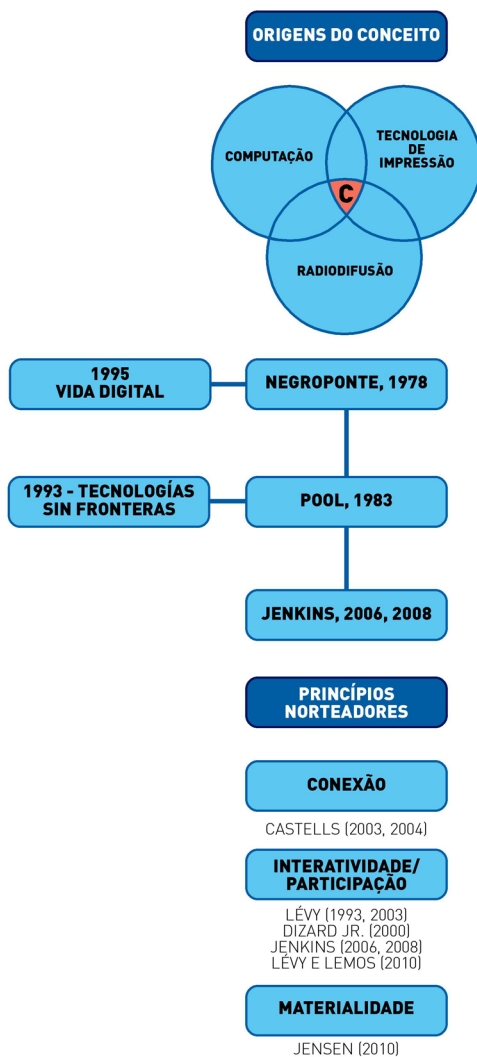 ORIGENS DO CONCEITO
COMPUTAÇÃO
TECNOLOGIA
DE
IMPRESSÃO
C
RADIODIFUSÃO
1995
VIDA DIGITAL
NEGROPONTE, 1978
1993 - TECNOLOGÍAS
SIN FRONTERAS
POOL, 1983
JENKINS, 2006, 2008
PRINCÍPIOS
NORTEADORES
CONEXÃO
CASTELLS (2003, 2004)
INTERATIVIDADE/
PARTICIPAÇÃO
LÉVY (1993, 2003)
DIZARD JR. (2000)
JENKINS (2006, 2008)
LÉVY E LEMOS (2010)
MATERIALIDADE
JENSEN (2010)